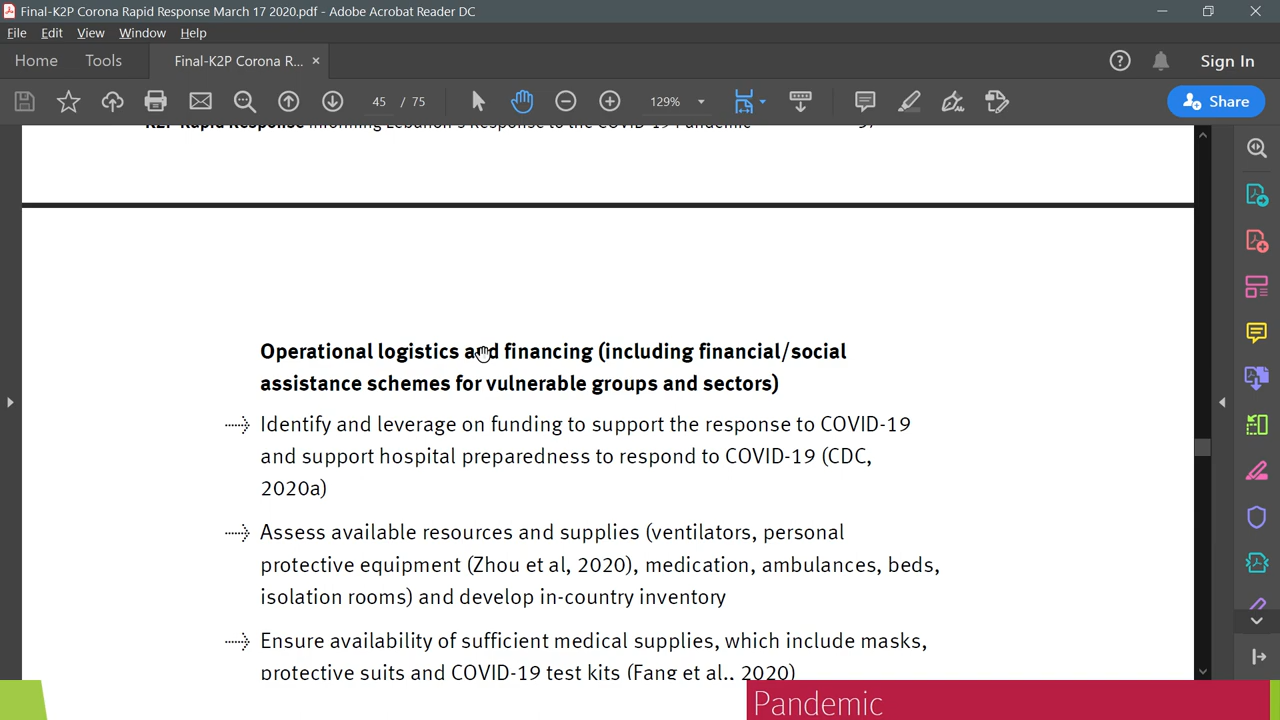 Final-K2P Corona Rapid Response March 17 2020.pdf - Adobe Acrobat Reader DC
File Edit View Window Help
Home Tools Final-K2P Corona R... × Sign In
45 / 75 129% Share
K2P Rapid Response Informing Lebanon's Response to the COVID-19 Pandemic 37
Operational logistics and financing (including financial/social
assistance schemes for vulnerable groups and sectors)
Identify and leverage on funding to support the response to COVID-19
and support hospital preparedness to respond to COVID-19 (CDC,
2020a)
Assess available resources and supplies (ventilators, personal
protective equipment (Zhou et al, 2020), medication, ambulances, beds,
isolation rooms) and develop in-country inventory
Ensure availability of sufficient medical supplies, which include masks,
protective suits and COVID-19 test kits (Fang et al., 2020)
Pandemic